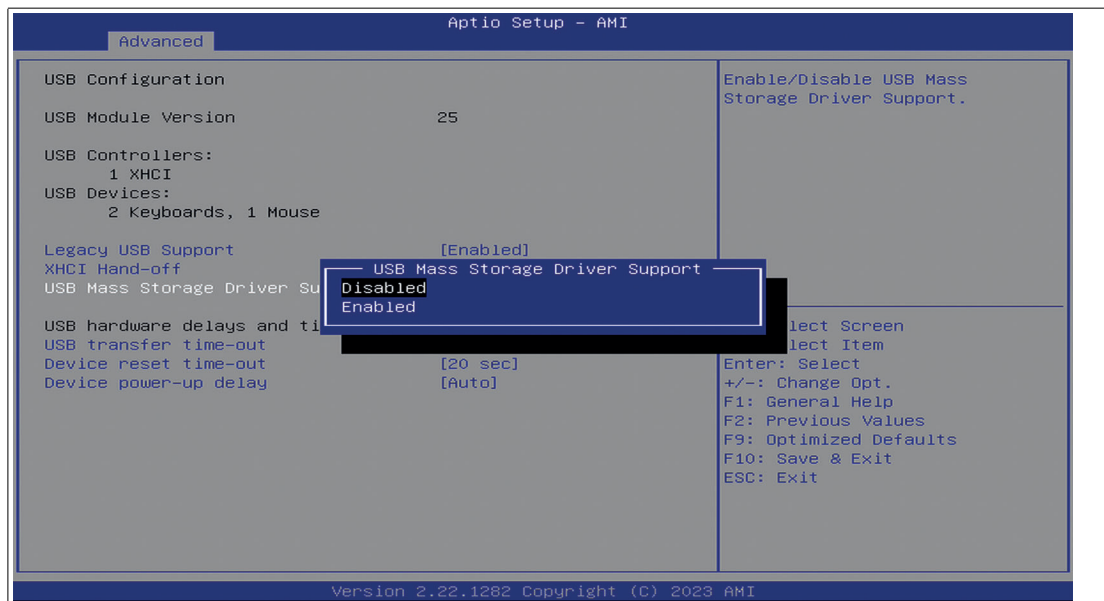 Aptio Setup – AMI
Advanced
USB Configuration
USB Module Version 25
USB Controllers:
1 XHCI
USB Devices:
2 Keyboards, 1 Mouse
Legacy USB Support [Enabled]
XHCI Hand-off
USB Mass Storage Driver Su
USB hardware delays and ti
USB transfer time-out
Device reset time-out [20 sec]
Device power-up delay [Auto]
USB Mass Storage Driver Support
Disabled
Enabled
Enable/Disable USB Mass
Storage Driver Support.
lect Screen
lect Item
Enter: Select
+/-: Change Opt.
F1: General Help
F2: Previous Values
F9: Optimized Defaults
F10: Save & Exit
ESC: Exit
Version 2.22.1282 Copyright (C) 2023 AMI